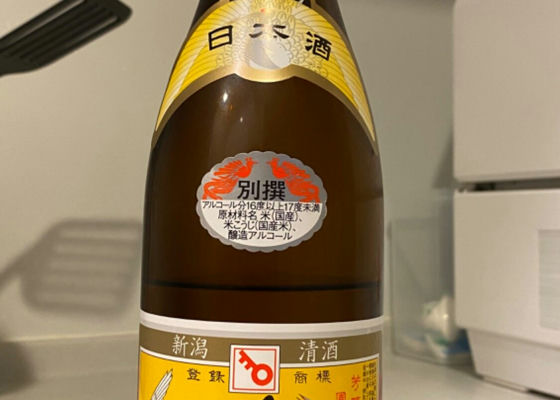 日本酒
別撰
アルコール分16度以上17度未満
原材料名 米(国産)、
米こうじ(国産米)、
醸造アルコール
新潟 清酒
登録 商標